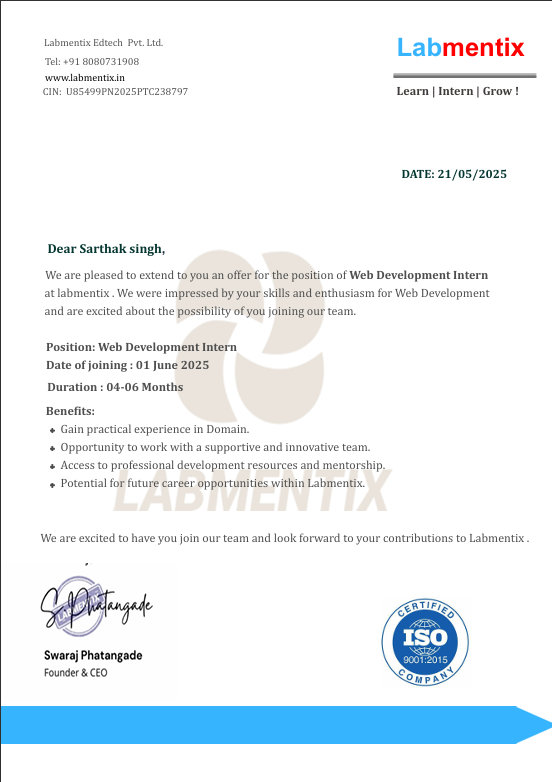 Labmentix Edtech Pvt. Ltd.
Tel: +91 8080731908
www.labmentix.in
CIN: U85499PN2025PTC238797
Labmentix
Learn | Intern | Grow !
DATE: 21/05/2025
Dear Sarthak singh,
We are pleased to extend to you an offer for the position of Web Development Intern
at labmentix . We were impressed by your skills and enthusiasm for Web Development
and are excited about the possibility of you joining our team.
Position: Web Development Intern
Date of joining : 01 June 2025
Duration : 04-06 Months
Benefits:
Gain practical experience in Domain.
Opportunity to work with a supportive and innovative team.
Access to professional development resources and mentorship.
Potential for future career opportunities within Labmentix.
LABMENTIX
We are excited to have you join our team and look forward to your contributions to Labmentix .
S. Phatangade
LABMENTIX
Swaraj Phatangade
Founder & CEO
CERTIFIED
ISO
9001:2015
COMPANY